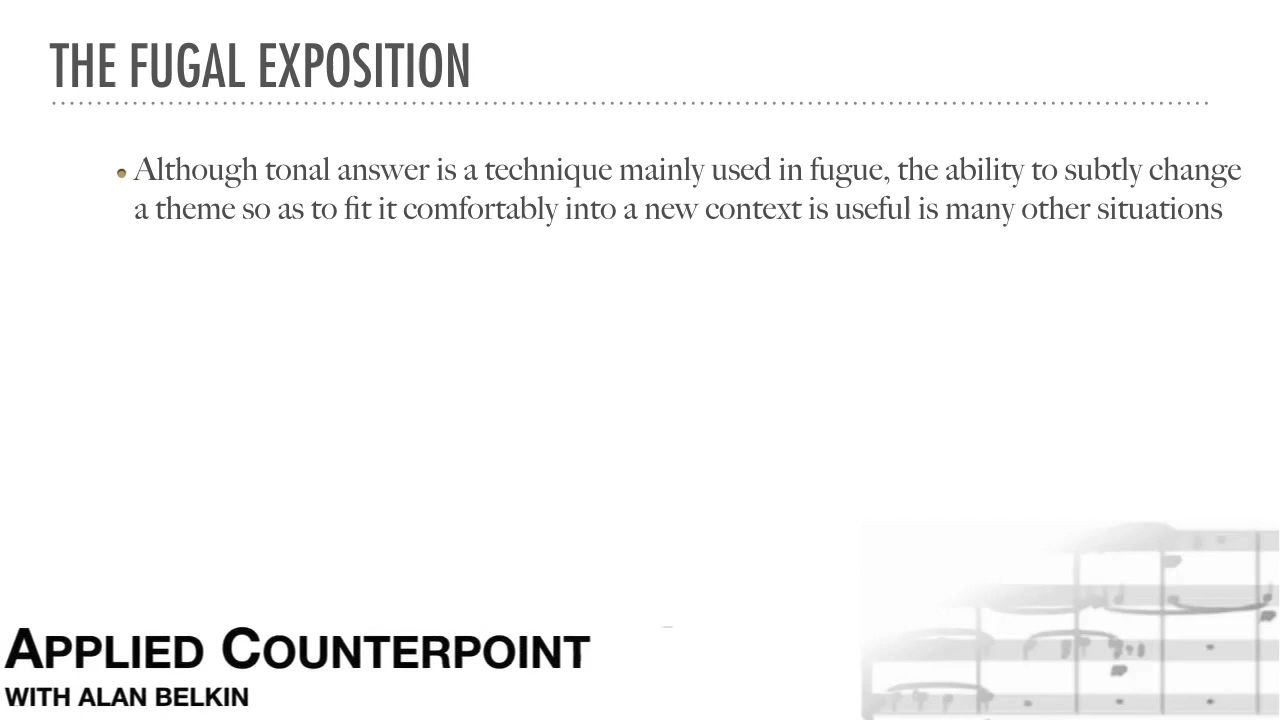 THE FUGAL EXPOSITION
• Although tonal answer is a technique mainly used in fugue, the ability to subtly change
a theme so as to fit it comfortably into a new context is useful is many other situations
APPLIED COUNTERPOINT
WITH ALAN BELKIN